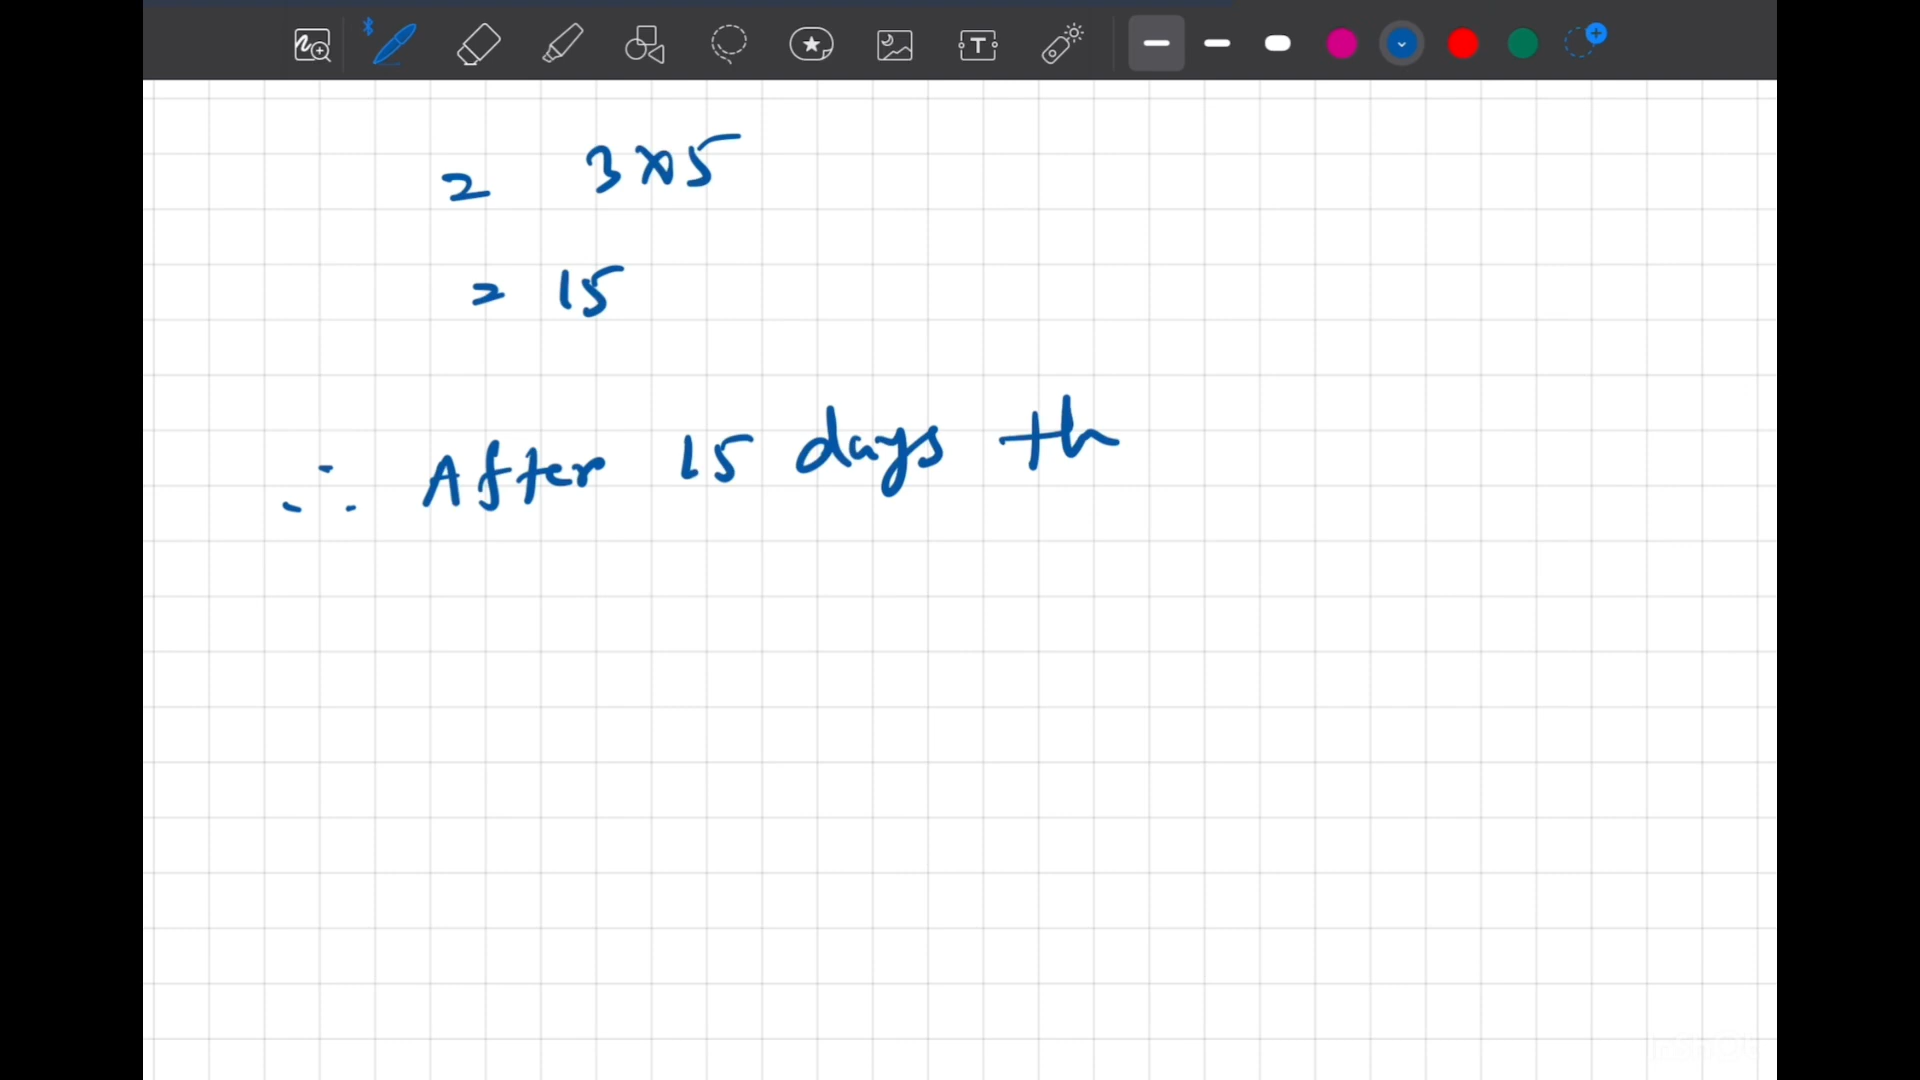 = 3×5
= 15
∴ After 15 days th